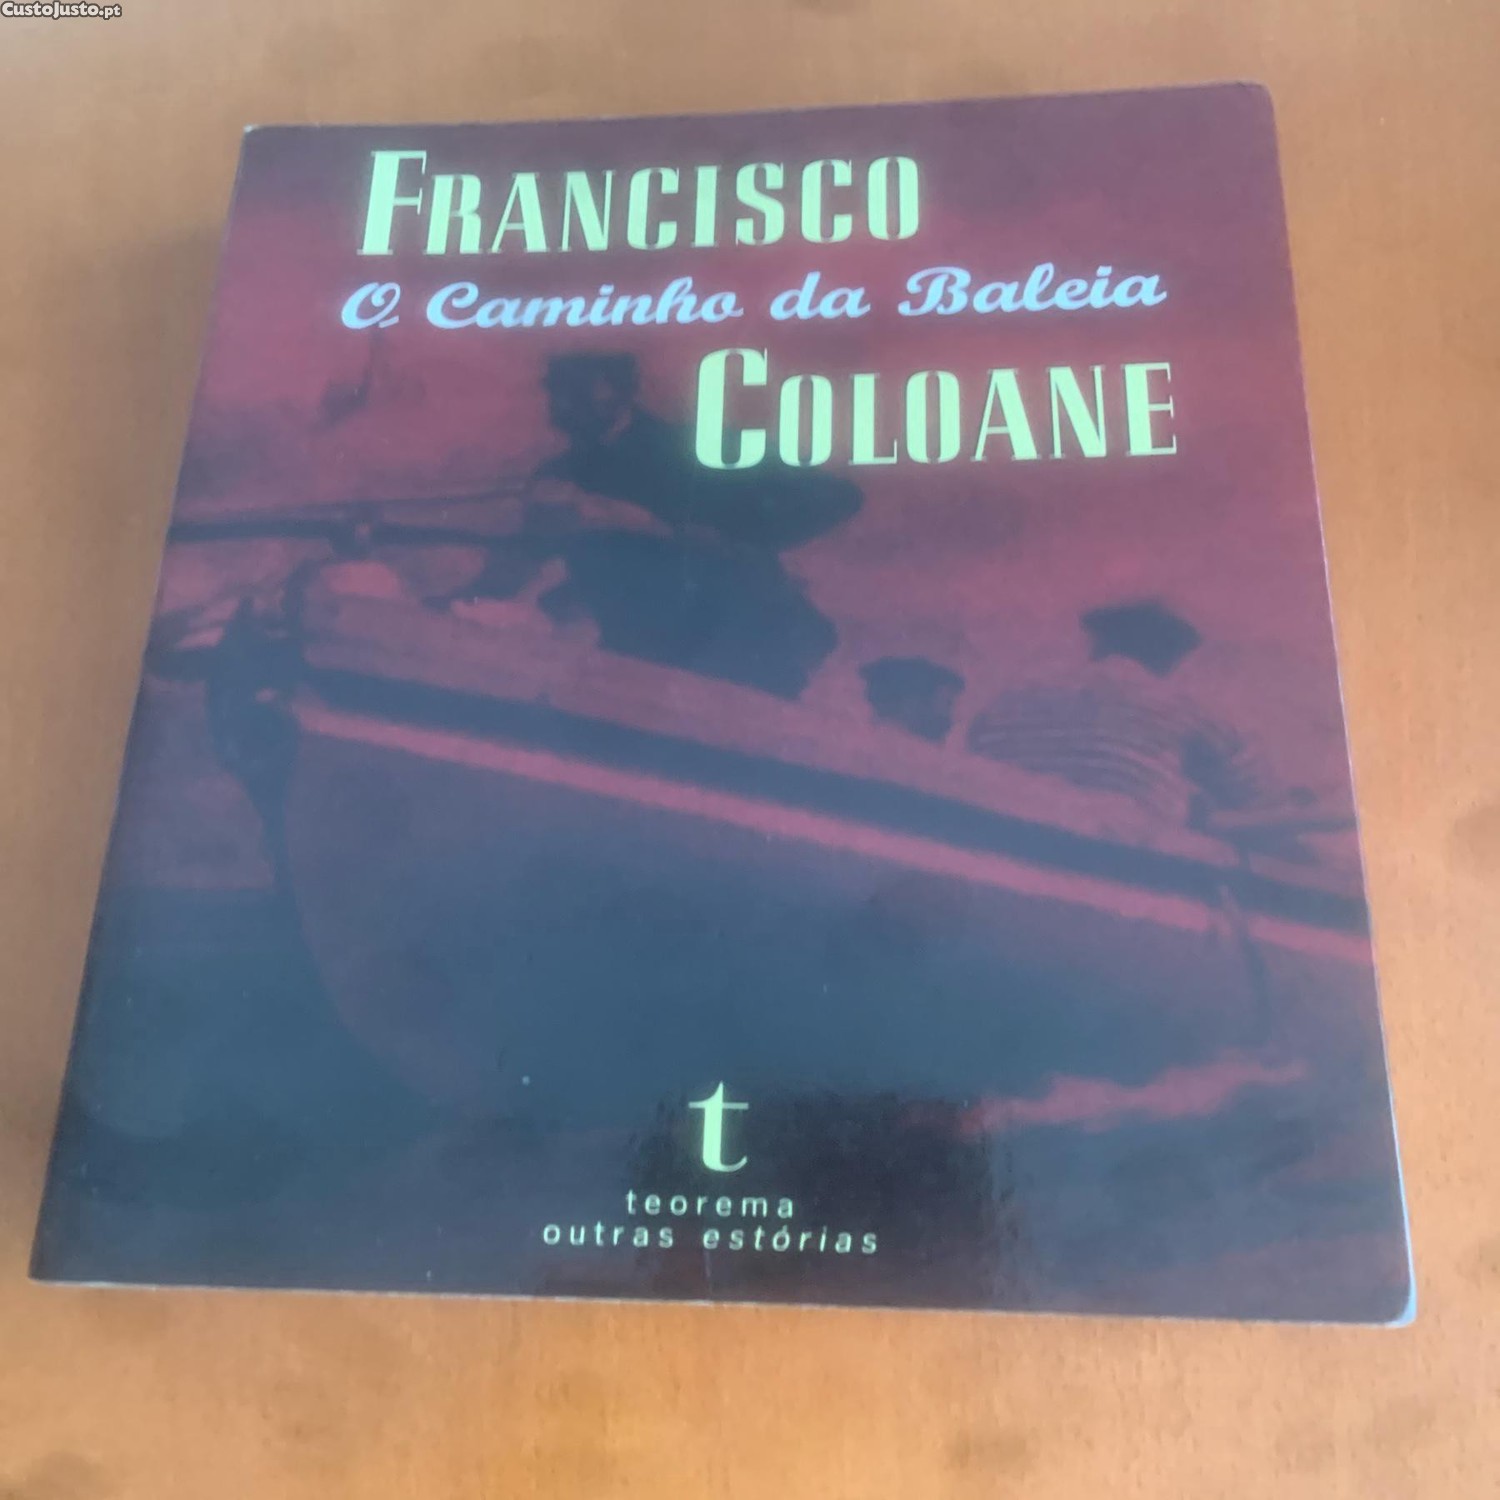 CustoJusto.pt
FRANCISCO
O Caminho da Baleia
COLOANE
t
teorema
outras estórias